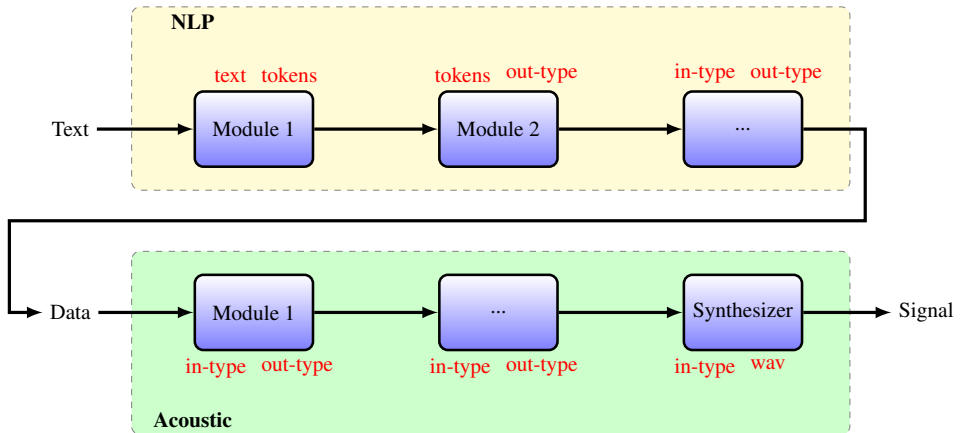 NLP
text tokens tokens out-type in-type out-type
Text Module 1 Module 2 ...
Data Module 1 ... Synthesizer Signal
in-type out-type in-type out-type in-type wav
Acoustic